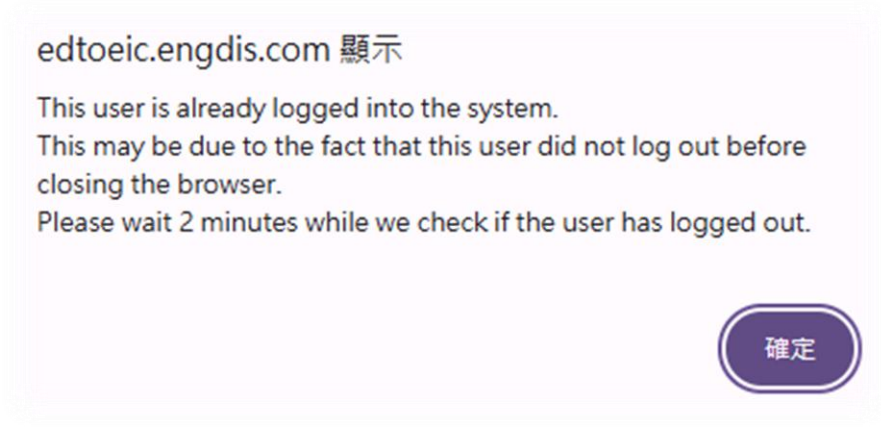 edtoeic.engdis.com 顯示
This user is already logged into the system.
This may be due to the fact that this user did not log out before
closing the browser.
Please wait 2 minutes while we check if the user has logged out.
確定